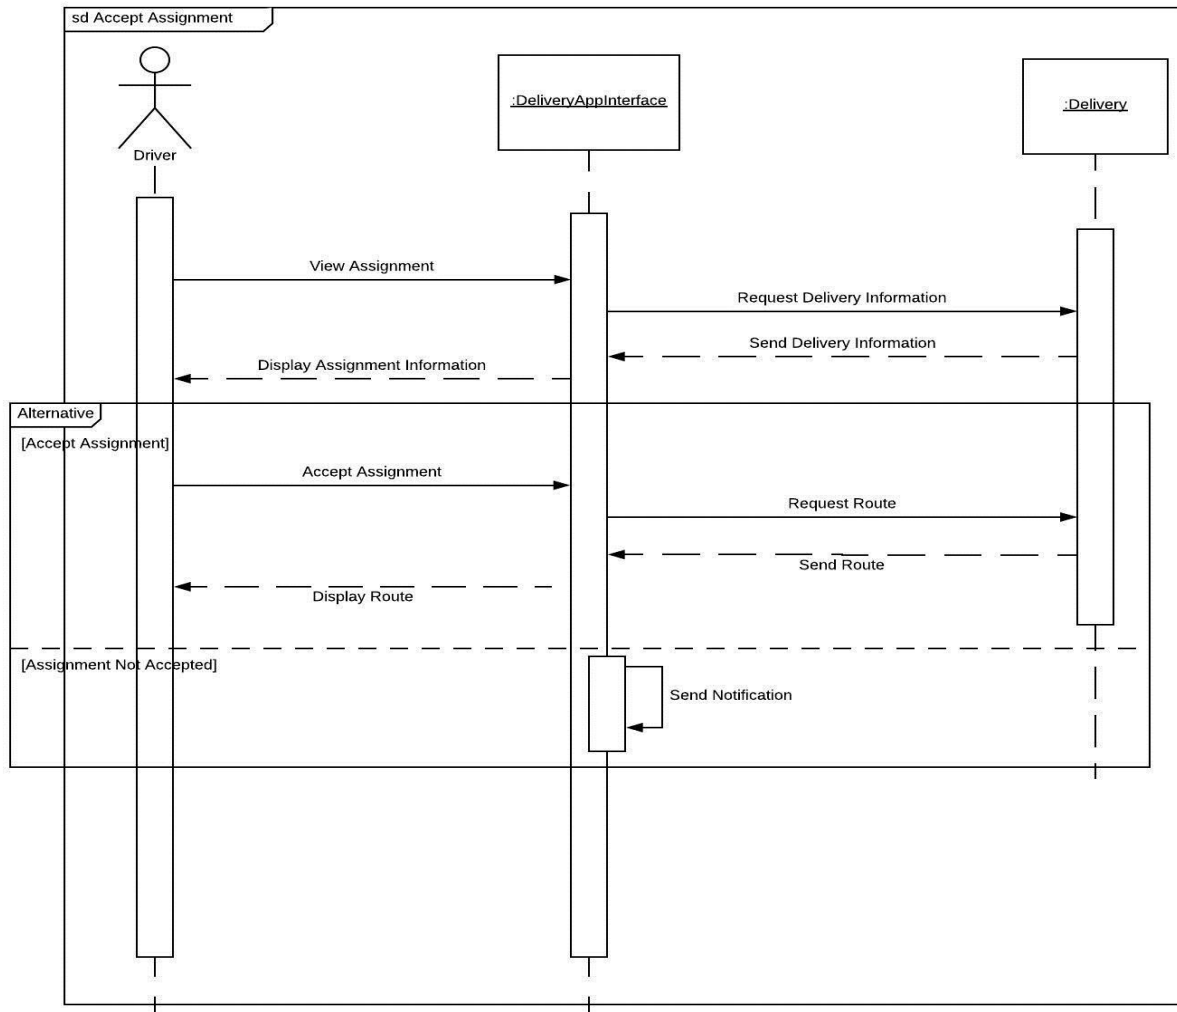 sd Accept Assignment
:DeliveryAppInterface
:Delivery
Driver
View Assignment
Request Delivery Information
Send Delivery Information
Display Assignment Information
Alternative
[Accept Assignment]
Accept Assignment
Request Route
Send Route
Display Route
[Assignment Not Accepted]
Send Notification